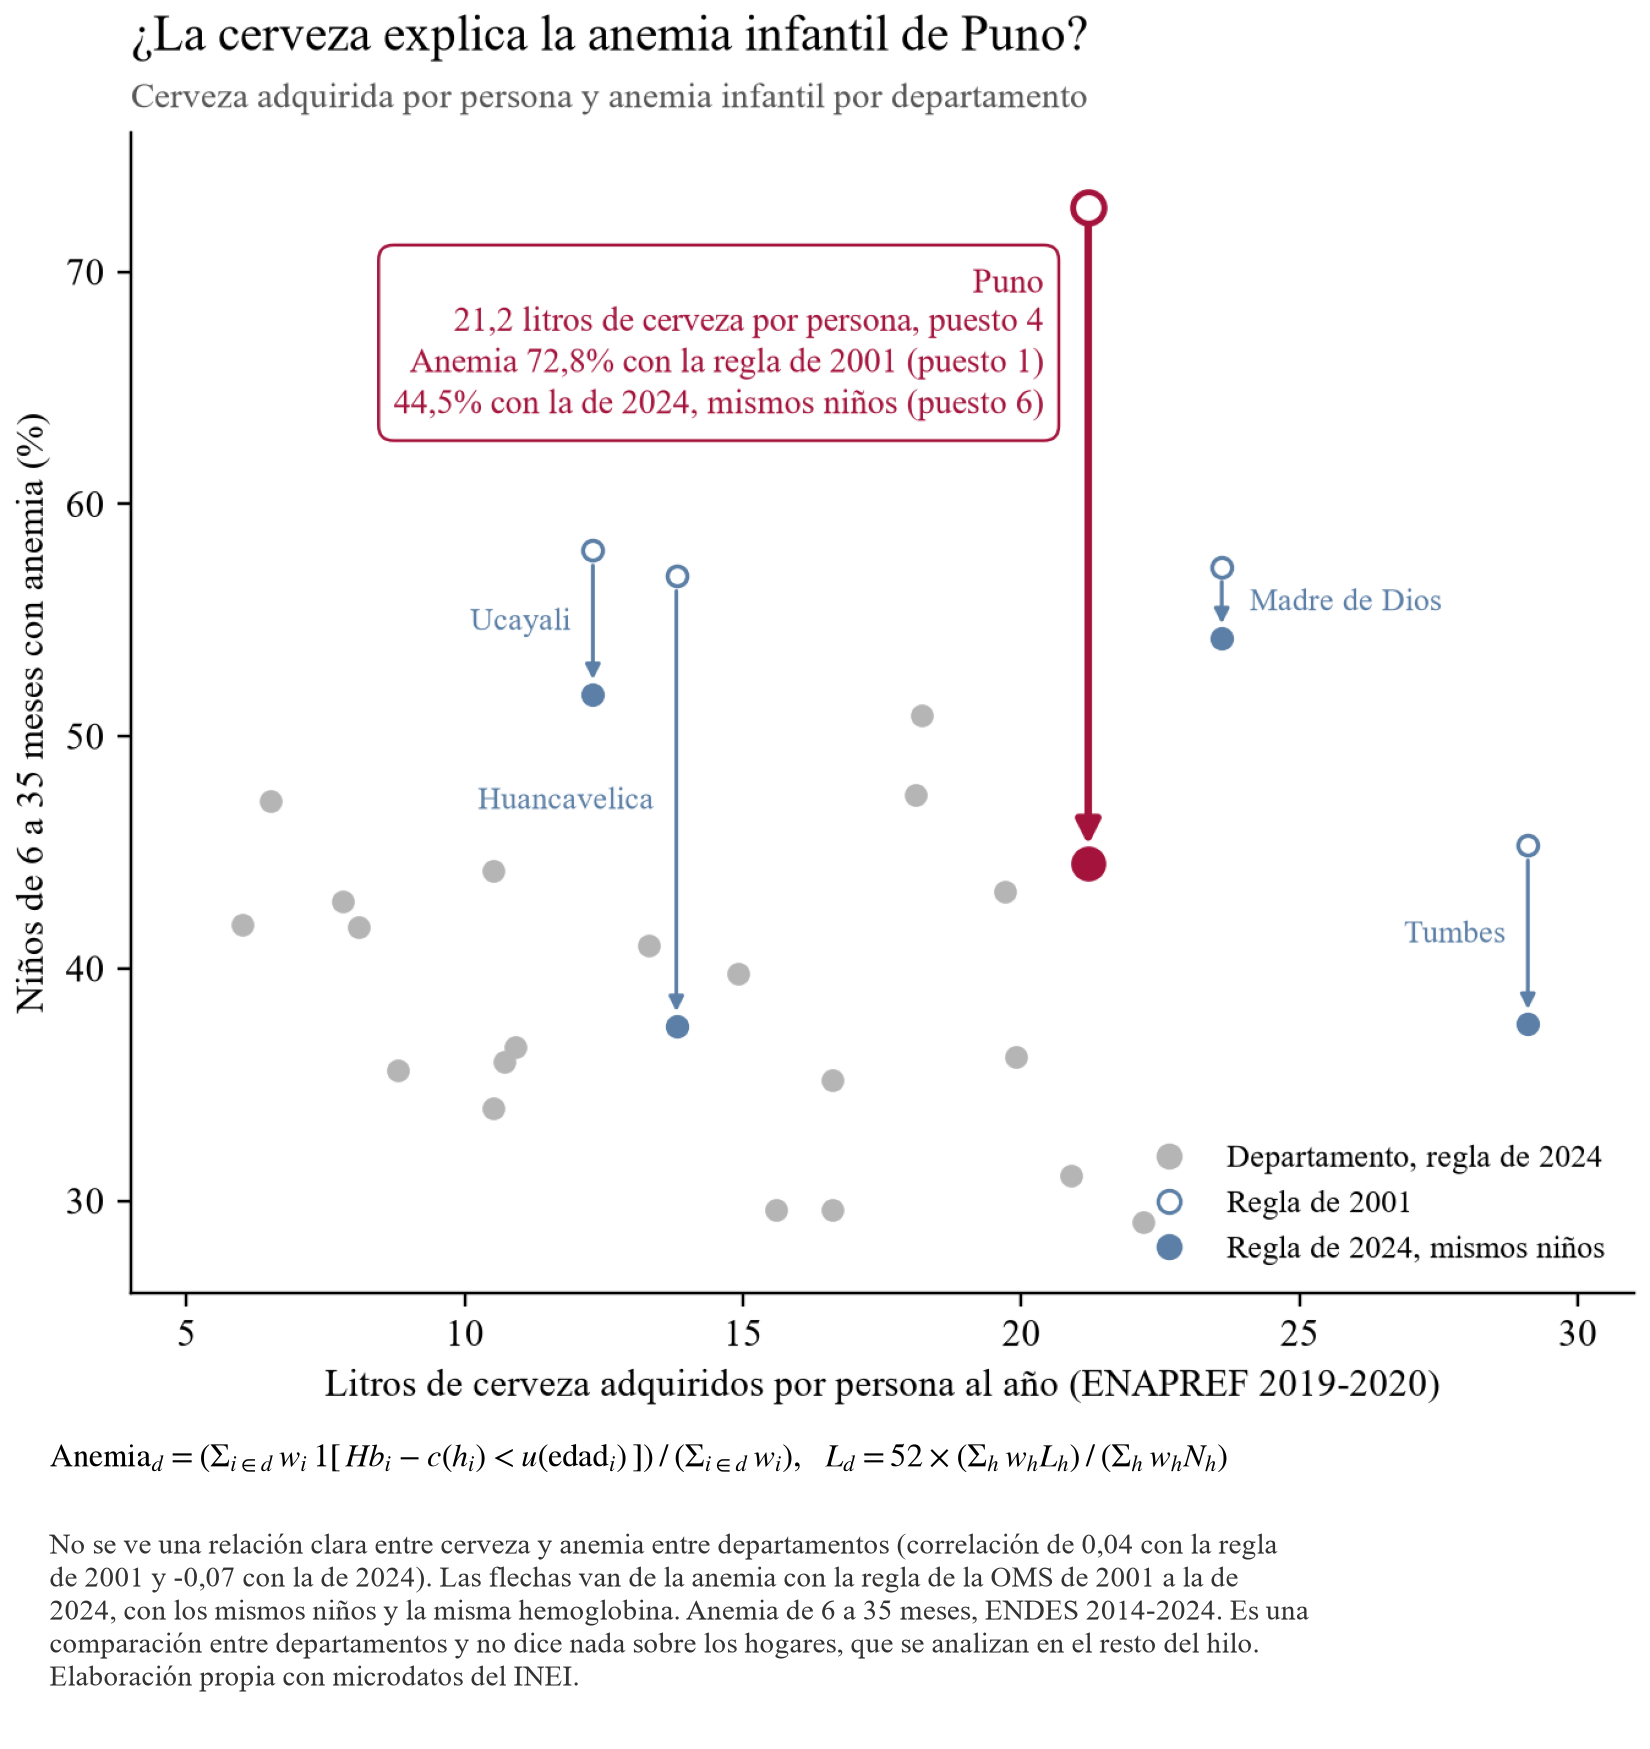 ¿La cerveza explica la anemia infantil de Puno?
Cerveza adquirida por persona y anemia infantil por departamento
Niños de 6 a 35 meses con anemia (%)
70
60
50
40
30
Puno
21,2 litros de cerveza por persona, puesto 4
Anemia 72,8% con la regla de 2001 (puesto 1)
44,5% con la de 2024, mismos niños (puesto 6)
Ucayali
Huancavelica
Madre de Dios
Tumbes
Departamento, regla de 2024
Regla de 2001
Regla de 2024, mismos niños
5 10 15 20 25 30
Litros de cerveza adquiridos por persona al año (ENAPREF 2019-2020)
Anemia_d = (Σ_{i∈d} w_i 1[Hb_i − c(h_i) < u(edad_i)]) / (Σ_{i∈d} w_i), L_d = 52 × (Σ_h w_h L_h) / (Σ_h w_h N_h)
No se ve una relación clara entre cerveza y anemia entre departamentos (correlación de 0,04 con la regla
de 2001 y -0,07 con la de 2024). Las flechas van de la anemia con la regla de la OMS de 2001 a la de
2024, con los mismos niños y la misma hemoglobina. Anemia de 6 a 35 meses, ENDES 2014-2024. Es una
comparación entre departamentos y no dice nada sobre los hogares, que se analizan en el resto del hilo.
Elaboración propia con microdatos del INEI.